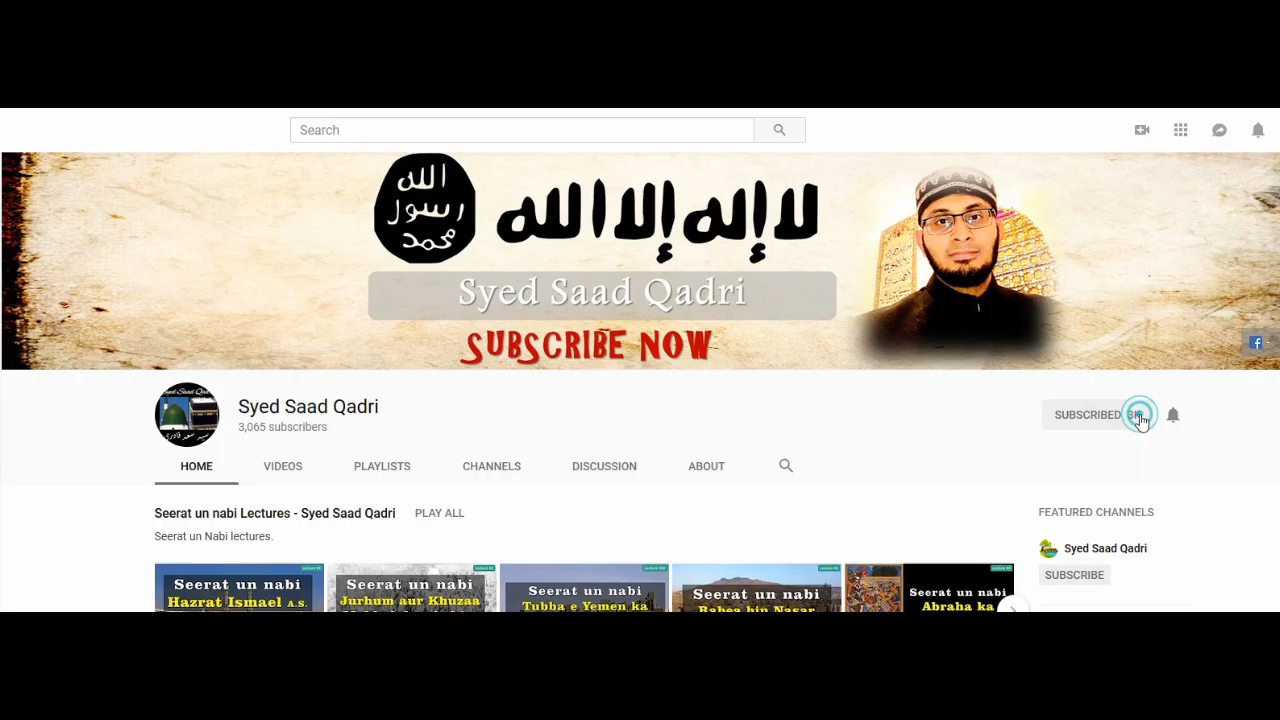 Search
الله
رسول
محمد
لا إله إلا الله
Syed Saad Qadri
SUBSCRIBE NOW
Syed Saad Qadri
3,065 subscribers
SUBSCRIBED
HOME
VIDEOS
PLAYLISTS
CHANNELS
DISCUSSION
ABOUT
Seerat un nabi Lectures - Syed Saad Qadri
PLAY ALL
Seerat un Nabi lectures.
FEATURED CHANNELS
Syed Saad Qadri
SUBSCRIBE
Seerat un nabi
Hazrat Ismael A.S.
Seerat un nabi
Jurhum aur Khuzaa
Seerat un nabi
Tubba e Yemen ka
Seerat un nabi
Rabea bin Nasar
Seerat un nabi
Abraha ka